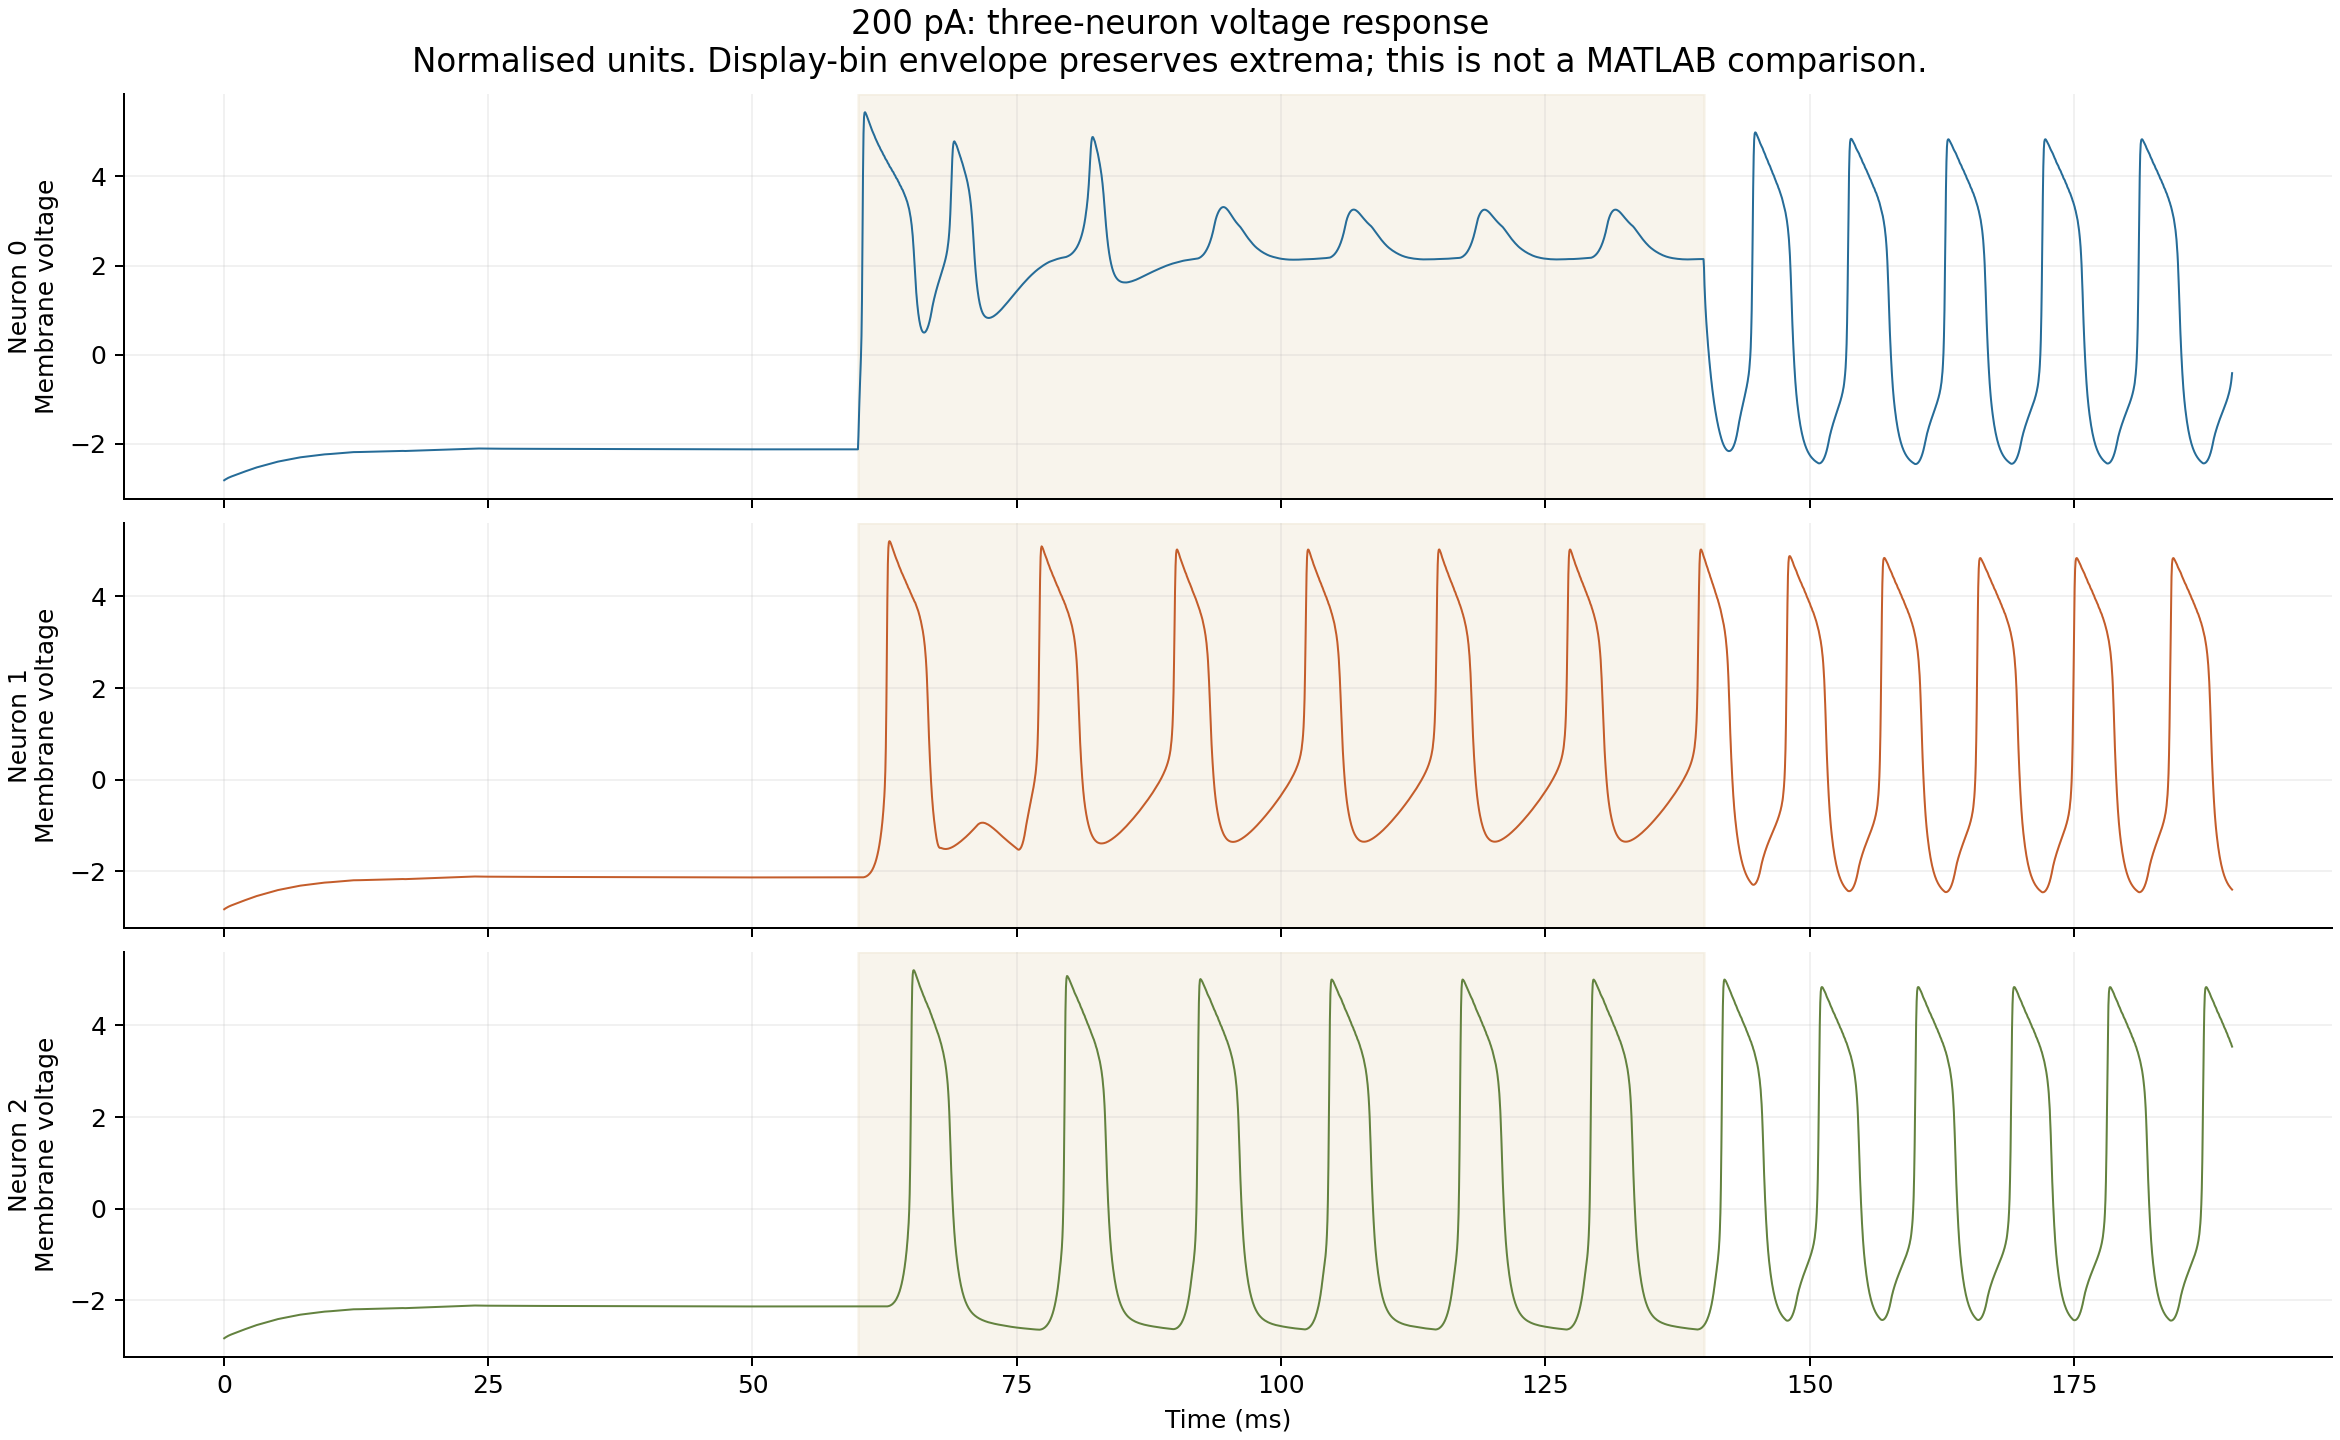 200 pA: three-neuron voltage response
Normalised units. Display-bin envelope preserves extrema; this is not a MATLAB comparison.
Neuron 0
Membrane voltage
4
2
0
−2
Neuron 1
Membrane voltage
4
2
0
−2
Neuron 2
Membrane voltage
4
2
0
−2
0 25 50 75 100 125 150 175
Time (ms)